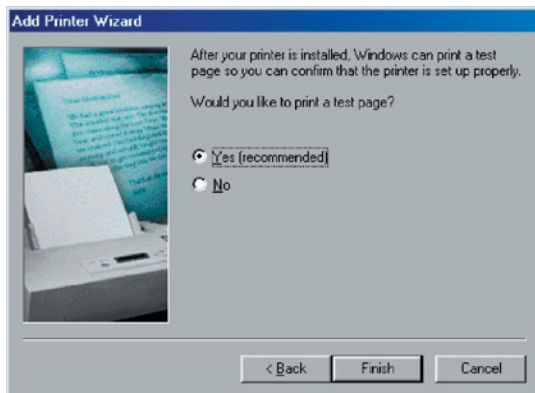 Add Printer Wizard
After your printer is installed, Windows can print a test
page so you can confirm that the printer is set up properly.
Would you like to print a test page?
Yes (recommended)
No
< Back
Finish
Cancel